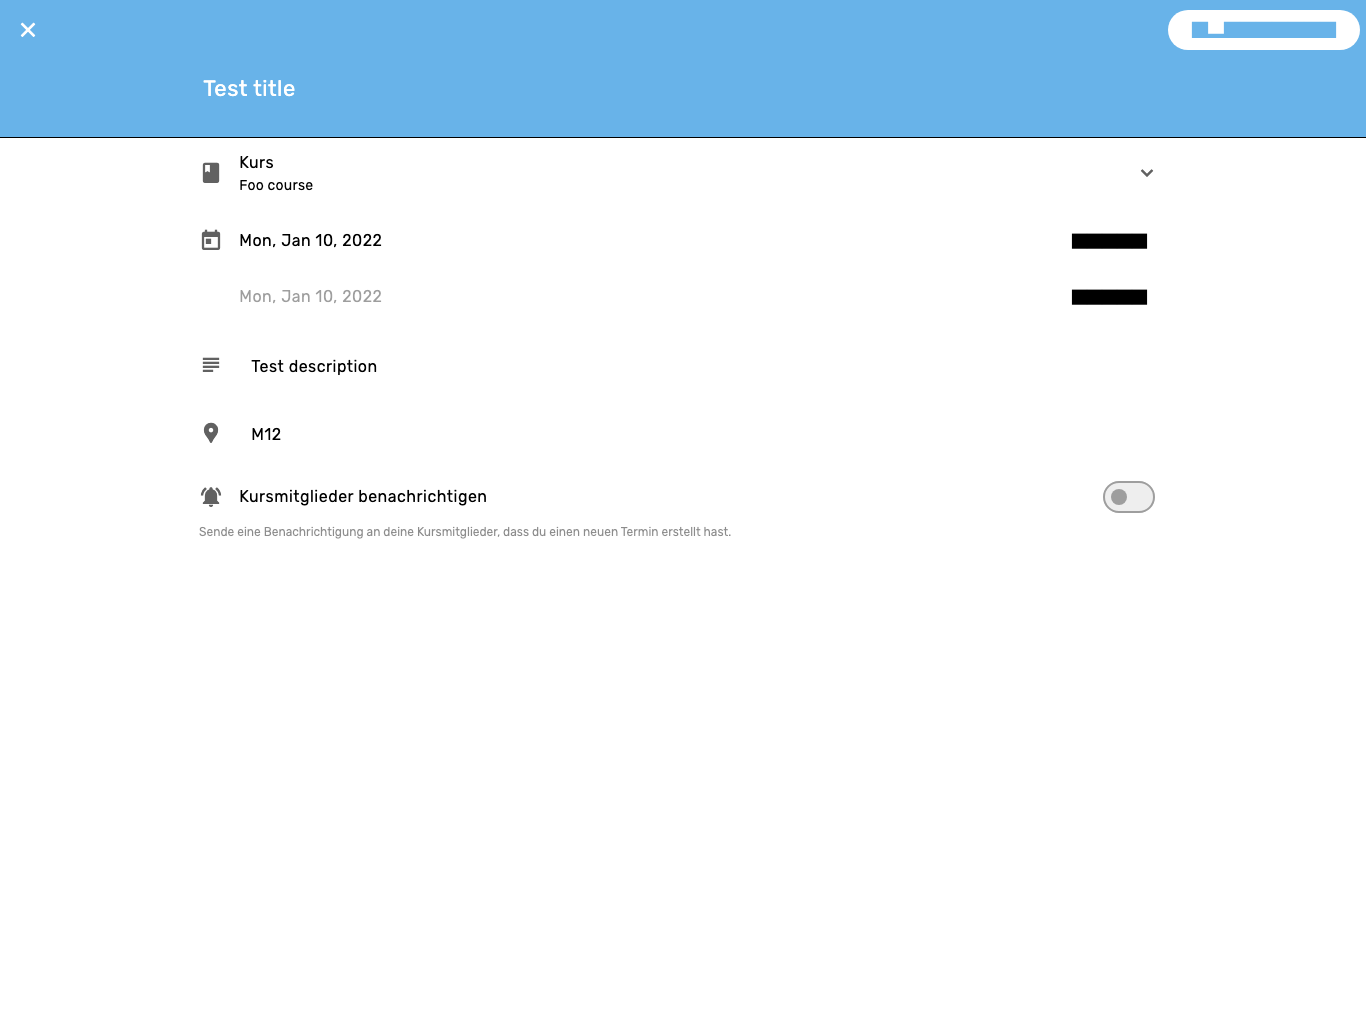 Test title
Kurs
Foo course
Mon, Jan 10, 2022
Mon, Jan 10, 2022
Test description
M12
Kursmitglieder benachrichtigen
Sende eine Benachrichtigung an deine Kursmitglieder, dass du einen neuen Termin erstellt hast.